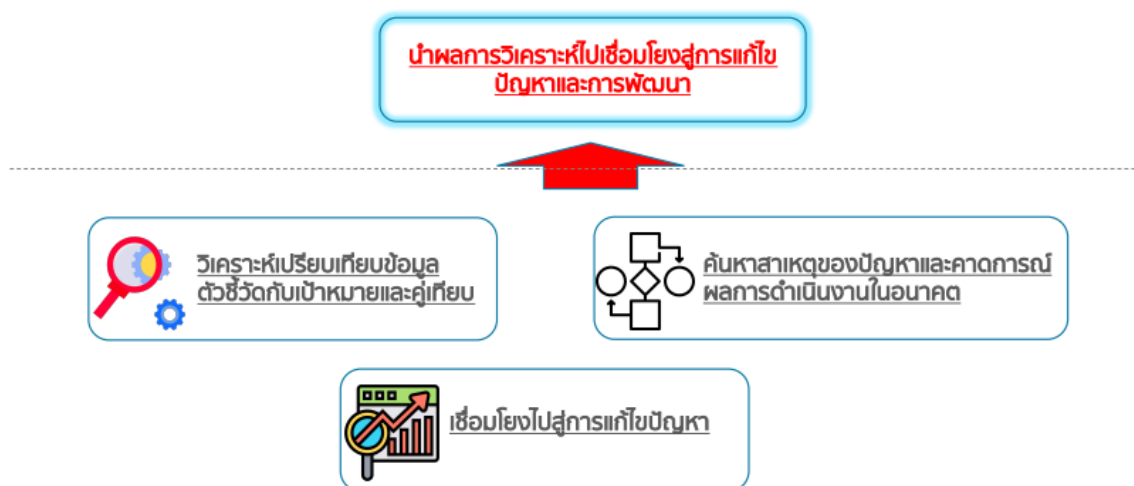 นำผลการวิเคราะห์ไปเชื่อมโยงสู่การแก้ไข
ปัญหาและการพัฒนา
วิเคราะห์เปรียบเทียบข้อมูล
ตัวชี้วัดกับเป้าหมายและคู่เทียบ
ค้นหาสาเหตุของปัญหาและคาดการณ์
ผลการดำเนินงานในอนาคต
เชื่อมโยงไปสู่การแก้ไขปัญหา